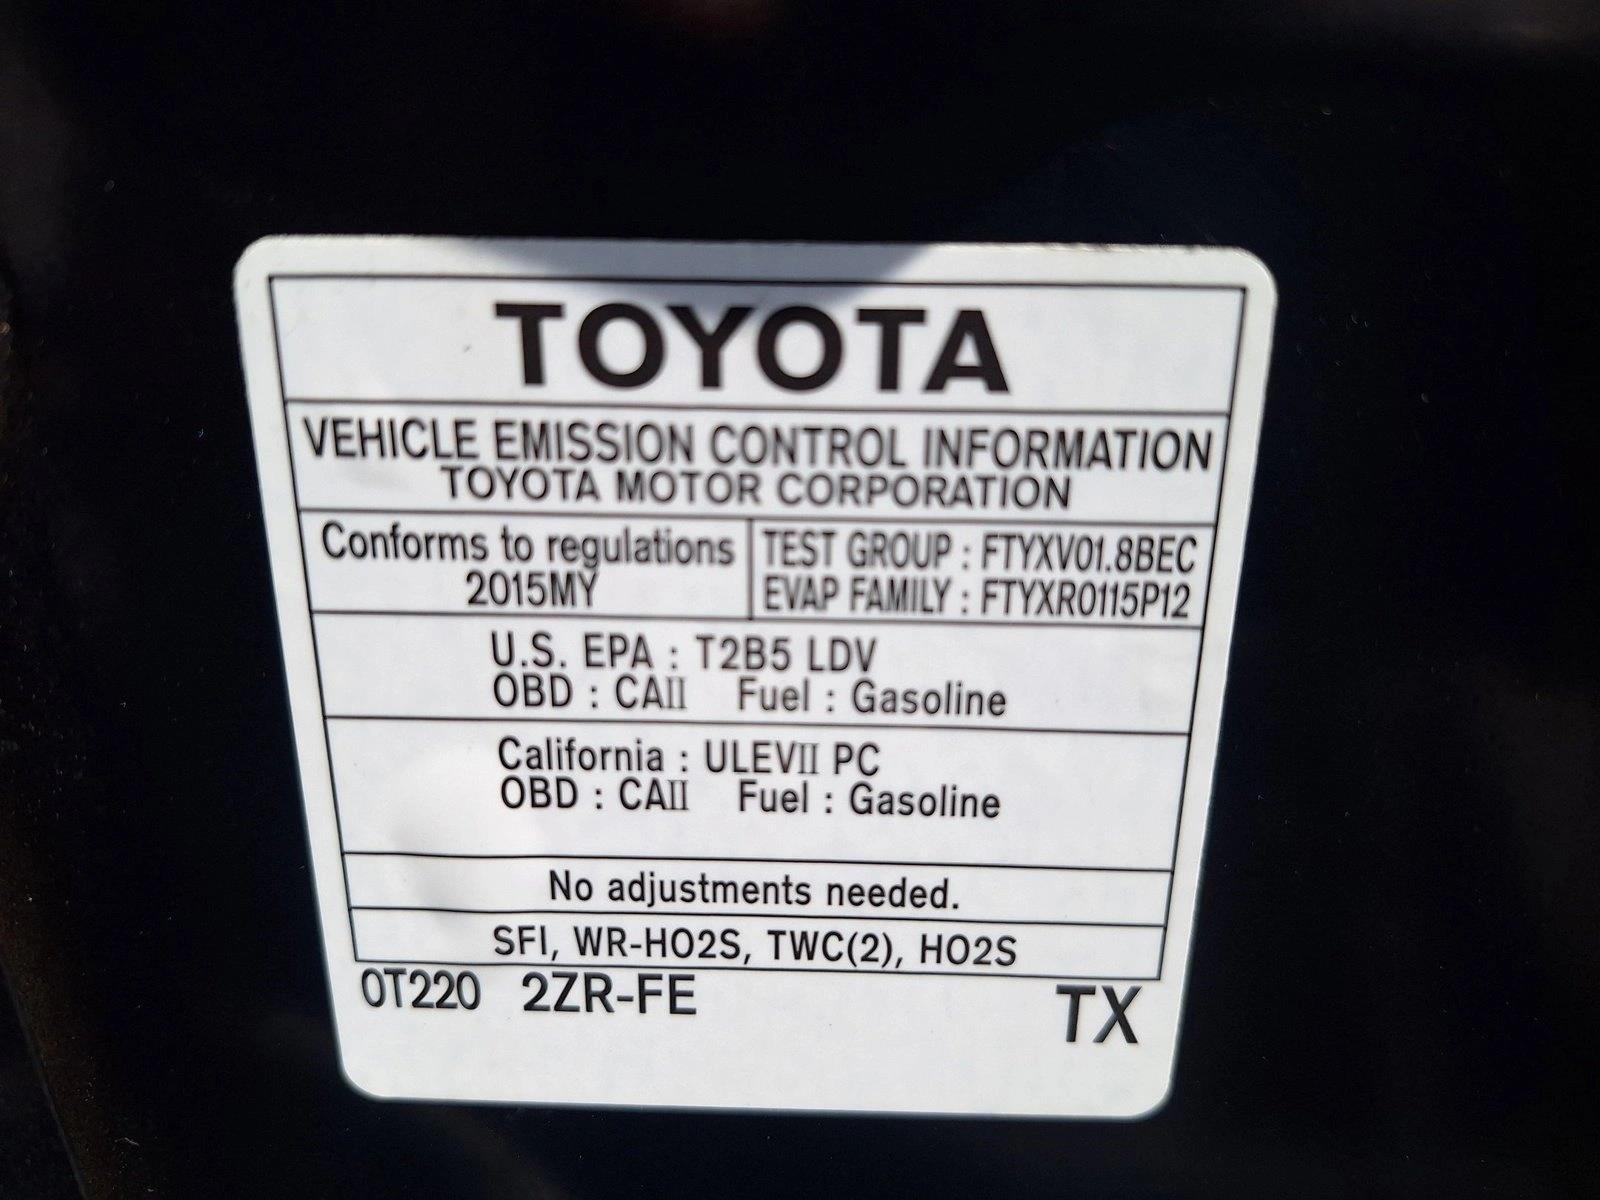 TOYOTA
VEHICLE EMISSION CONTROL INFORMATION
TOYOTA MOTOR CORPORATION
Conforms to regulations
2015MY
TEST GROUP : FTYXV01.8BEC
EVAP FAMILY : FTYXR0115P12
U.S. EPA : T2B5 LDV
OBD : CAII Fuel : Gasoline
California : ULEVII PC
OBD : CAII Fuel : Gasoline
No adjustments needed.
SFI, WR-HO2S, TWC(2), HO2S
0T220 2ZR-FE TX